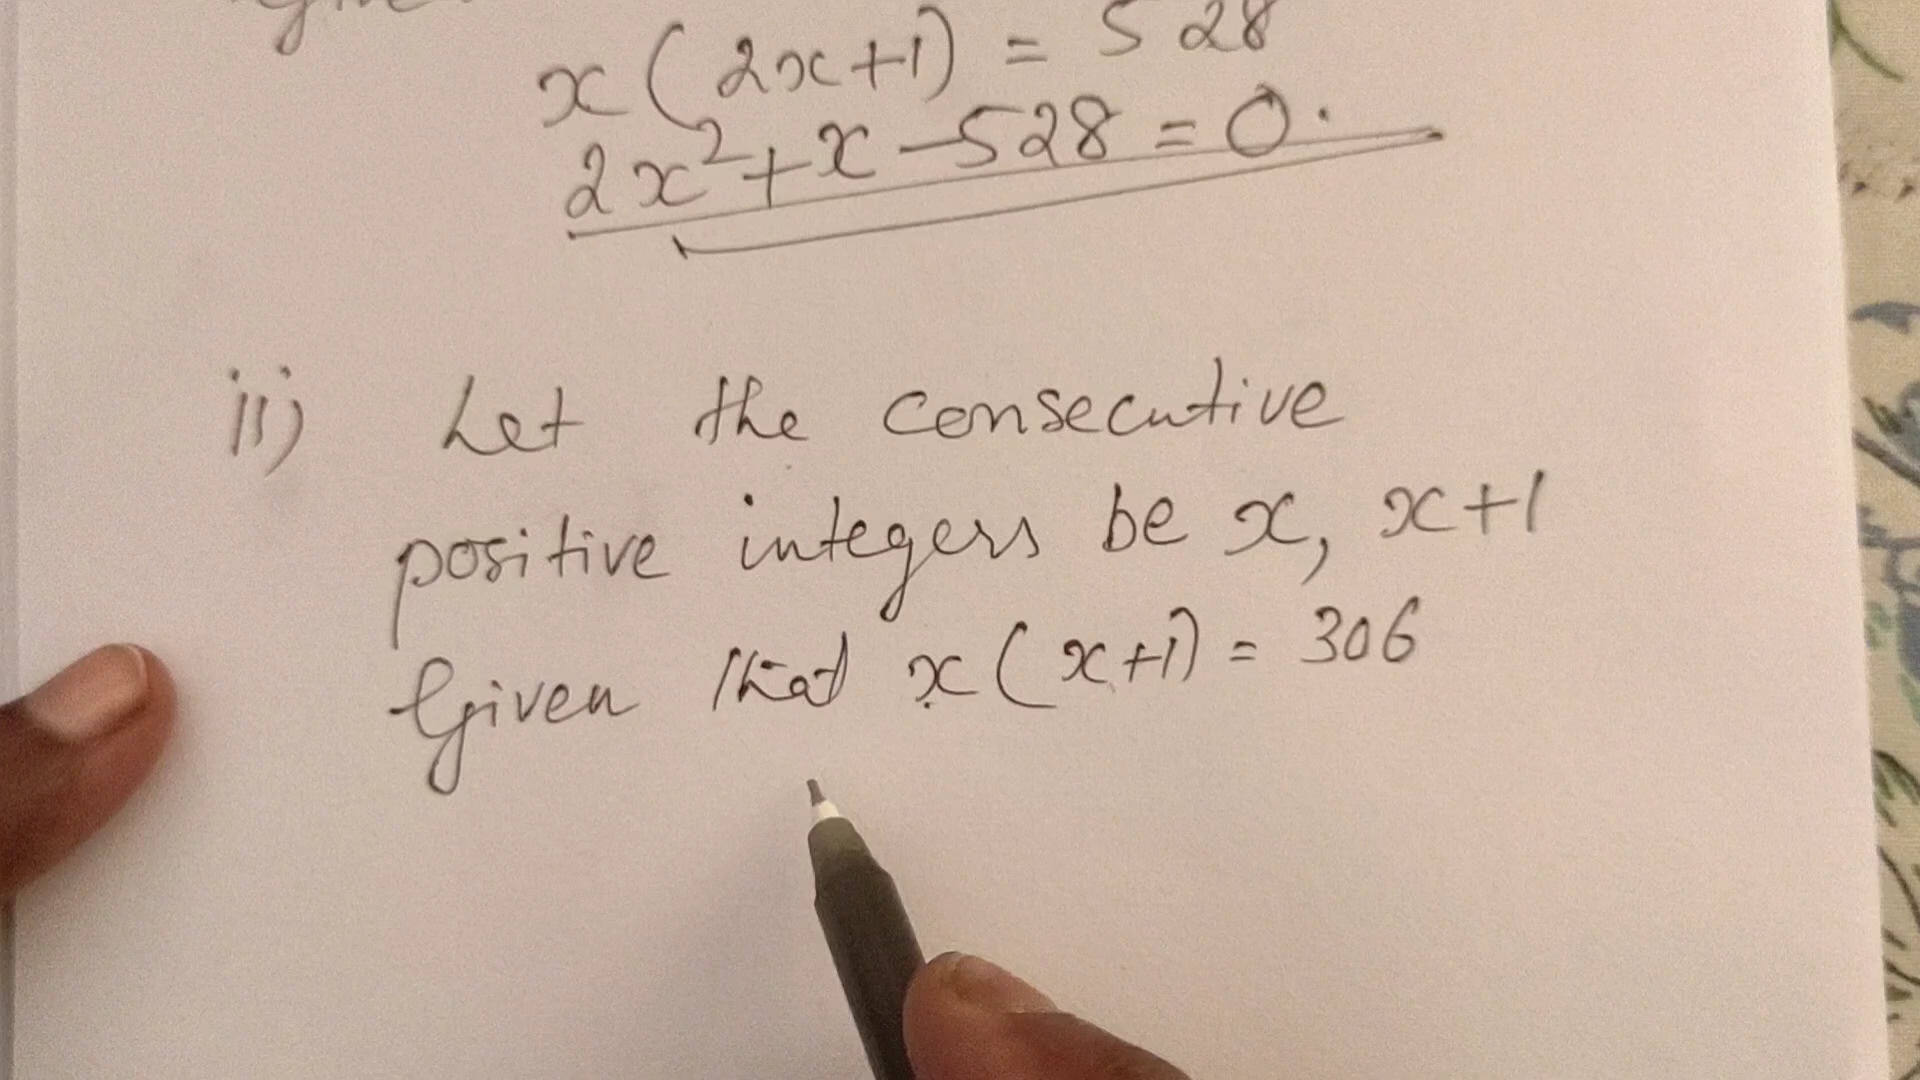 x(2x+1) = 528
2x²+x-528=0.
ii) Let the consecutive
positive integers be x, x+1
Given that x(x+1) = 306